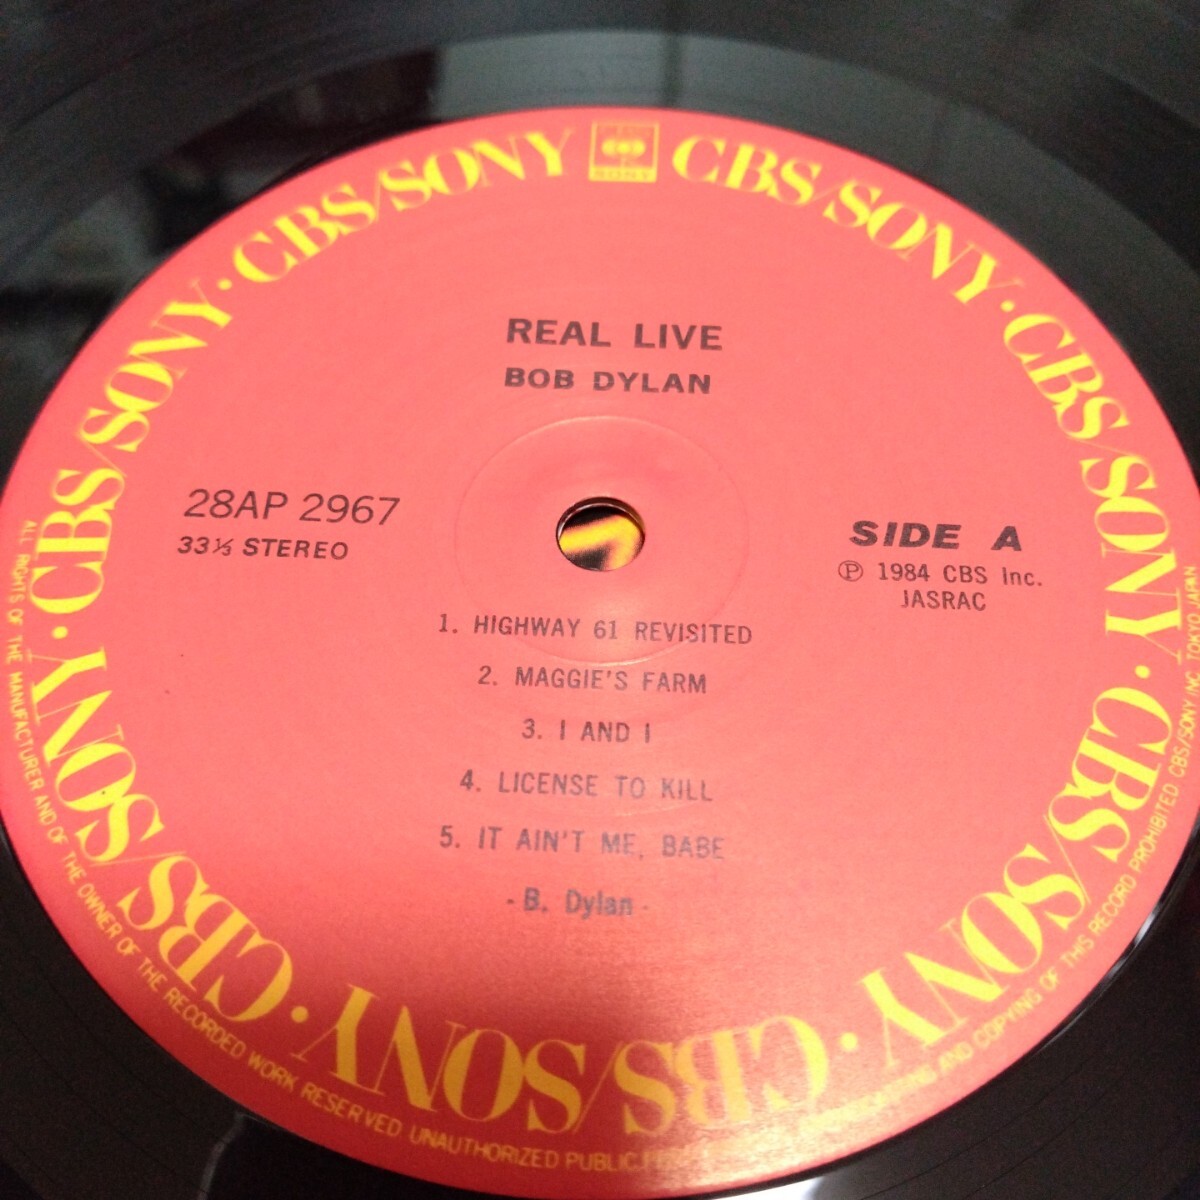 CBS/SONY · CBS/SONY · CBS/SONY · CBS/SONY · CBS/SONY · CBS/SONY · CBS/SONY · CBS/SONY
SONY
REAL LIVE
BOB DYLAN
28AP 2967
33⅓ STEREO
SIDE A
Ⓟ 1984 CBS Inc.
JASRAC
1. HIGHWAY 61 REVISITED
2. MAGGIE'S FARM
3. I AND I
4. LICENSE TO KILL
5. IT AIN'T ME, BABE
- B. Dylan -
ALL RIGHTS OF THE MANUFACTURER AND OF THE OWNER OF THE RECORDED WORK RESERVED UNAUTHORIZED PUBLIC AND COPYING OF THIS RECORD PROHIBITED CBS/SONY INC. TOKYO JAPAN